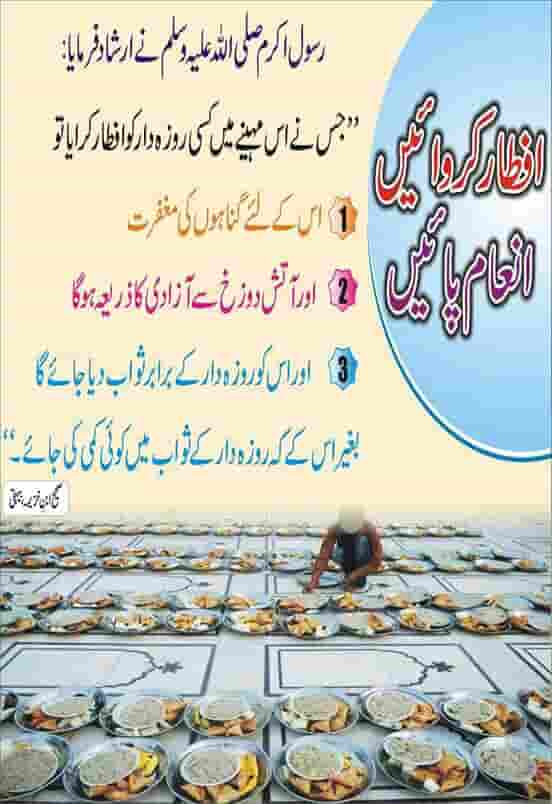 افطار کروائیں
انعام پائیں
رسول اکرم صلی اللہ علیہ وسلم نے ارشاد فرمایا:
”جس نے اس مہینے میں کسی روزہ دار کو افطار کرایا تو
1 اس کے لئے گناہوں کی مغفرت
2 اور آتش دوزخ سے آزادی کا ذریعہ ہوگا
3 اور اس کو روزہ دار کے برابر ثواب دیا جائے گا
بغیر اس کے کہ روزہ دار کے ثواب میں کوئی کمی کی جائے۔“
صحیح ابن خزیمہ، بیہقی